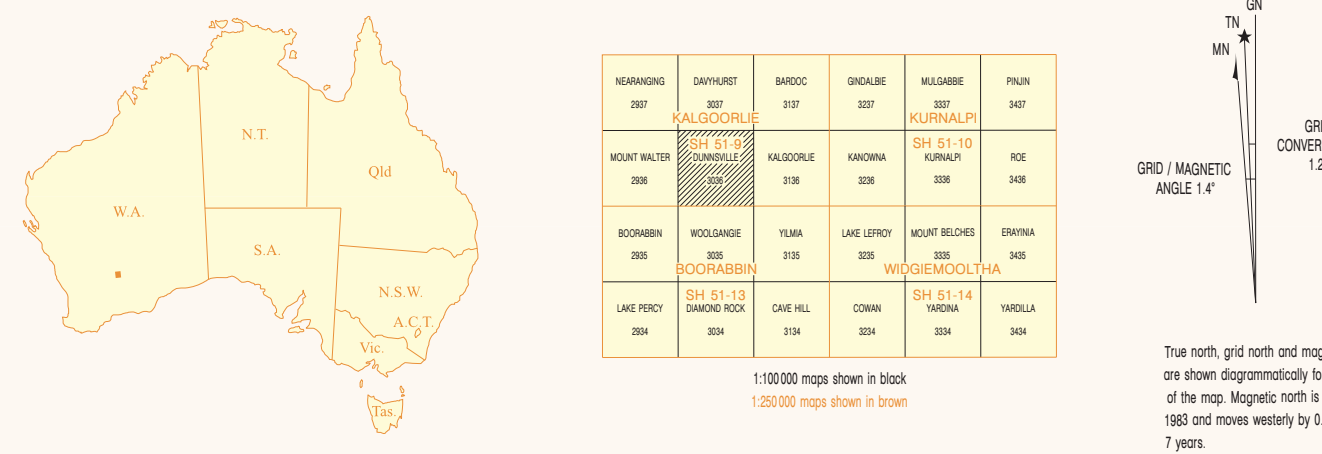 N.T.
Qld
W.A.
S.A.
N.S.W.
A.C.T.
Vic.
Tas.
NEARANGING DAVYHURST BARDOC GINDALBIE MULGABBIE PINJIN
2937 3037 3137 3237 3337 3437
KALGOORLIE KURNALPI
SH 51-9 SH 51-10
MOUNT WALTER DUNNSVILLE KALGOORLIE KANOWNA KURNALPI ROE
2936 3036 3136 3236 3336 3436
BOORABBIN WOOLGANGIE YILMIA LAKE LEFROY MOUNT BELCHES ERAYINIA
2935 3035 3135 3235 3335 3435
BOORABBIN WIDGIEMOOLTHA
SH 51-13 SH 51-14
LAKE PERCY DIAMOND ROCK CAVE HILL COWAN YARDINA YARDILLA
2934 3034 3134 3234 3334 3434
1:100 000 maps shown in black
1:250 000 maps shown in brown
GN
TN
MN
GRI
CONVER
1.2
GRID / MAGNETIC
ANGLE 1.4°
True north, grid north and mag
are shown diagrammatically fo
of the map. Magnetic north is
1983 and moves westerly by 0.
7 years.